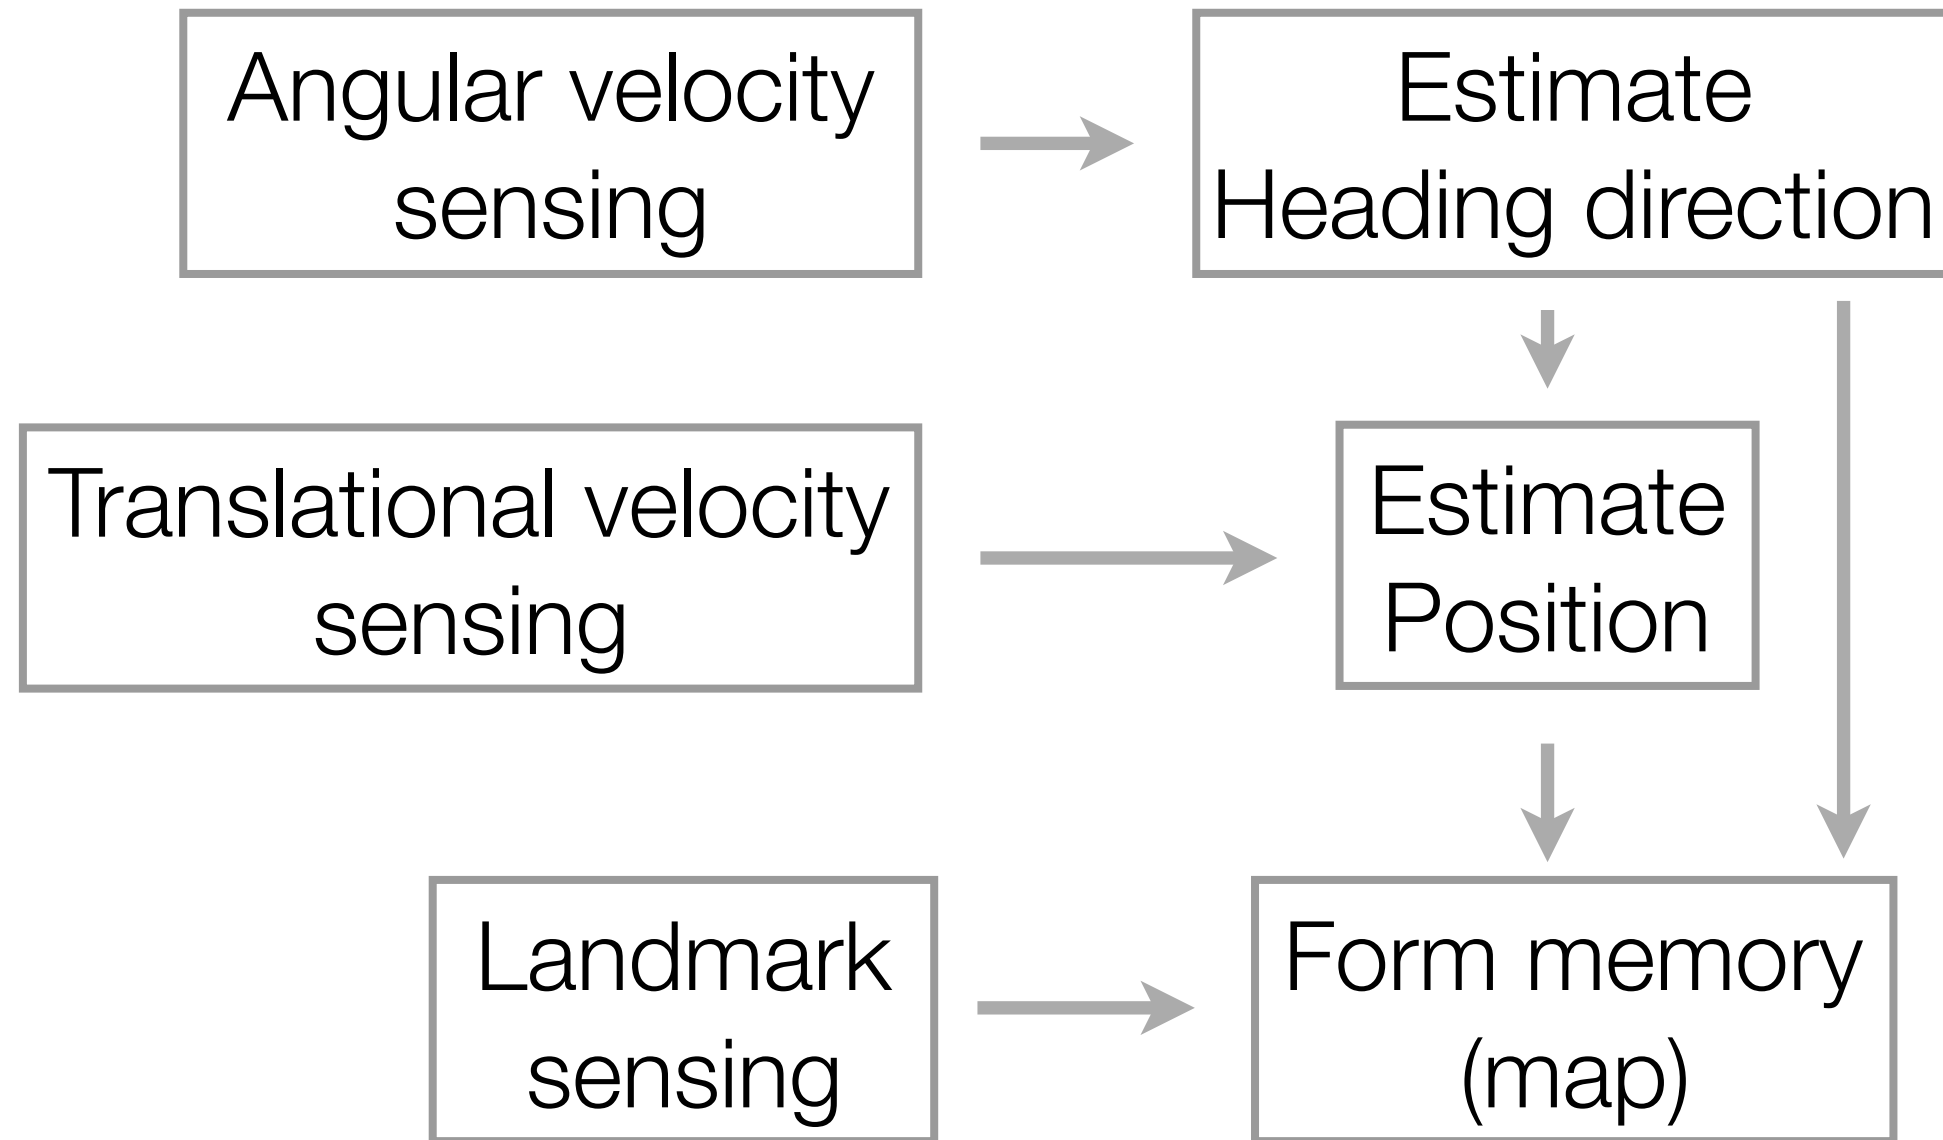 Angular velocity
sensing
Estimate
Heading direction
Translational velocity
sensing
Estimate
Position
Landmark
sensing
Form memory
(map)